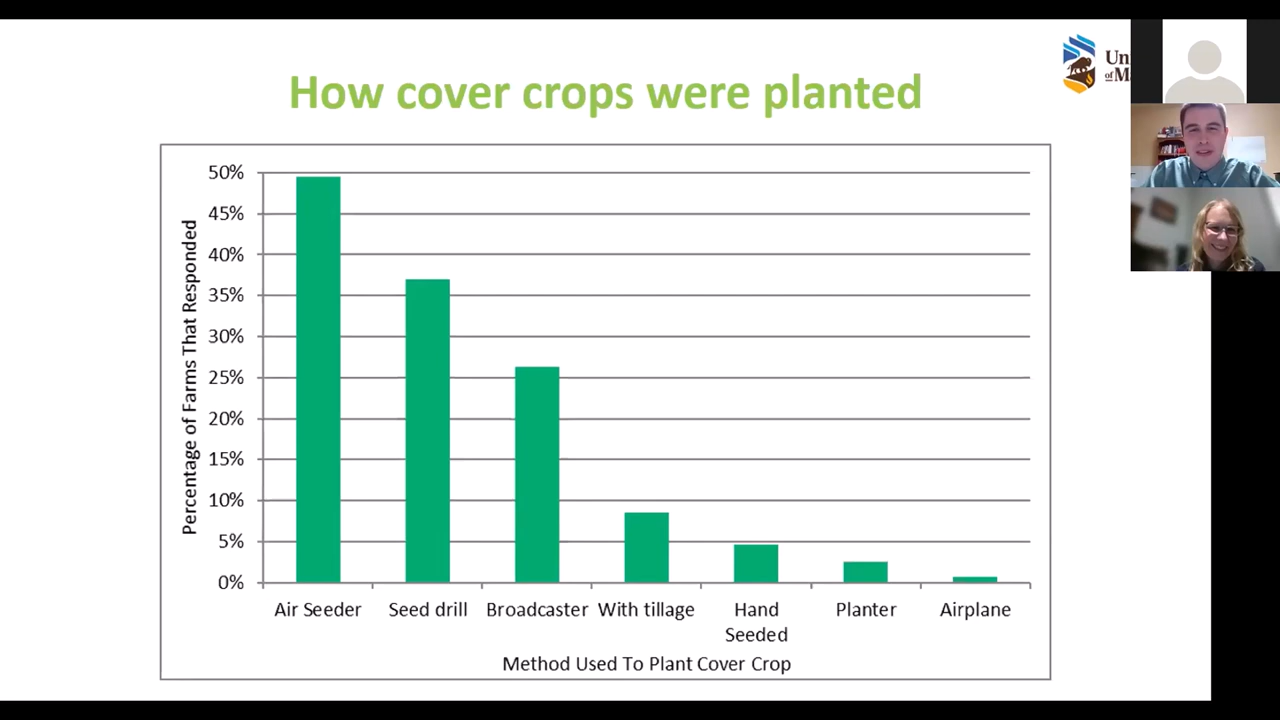 How cover crops were planted
50%
45%
40%
35%
30%
25%
20%
15%
10%
5%
0%
Percentage of Farms That Responded
Air Seeder
Seed drill
Broadcaster
With tillage
Hand
Seeded
Planter
Airplane
Method Used To Plant Cover Crop